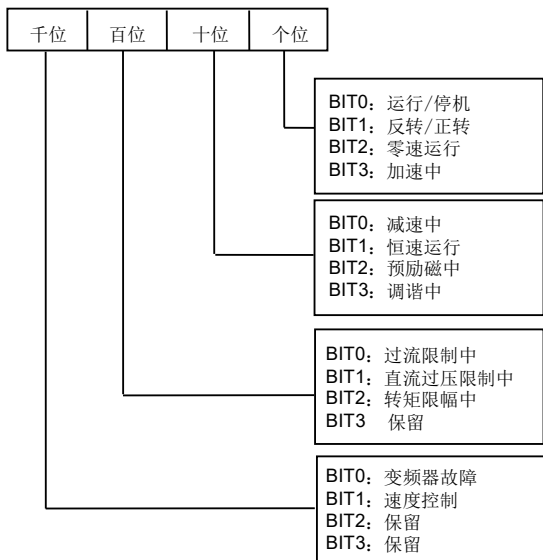 千位 百位 十位 个位
BIT0：运行/停机
BIT1：反转/正转
BIT2：零速运行
BIT3：加速中
BIT0：减速中
BIT1：恒速运行
BIT2：预励磁中
BIT3：调谐中
BIT0：过流限制中
BIT1：直流过压限制中
BIT2：转矩限幅中
BIT3 保留
BIT0：变频器故障
BIT1：速度控制
BIT2：保留
BIT3：保留